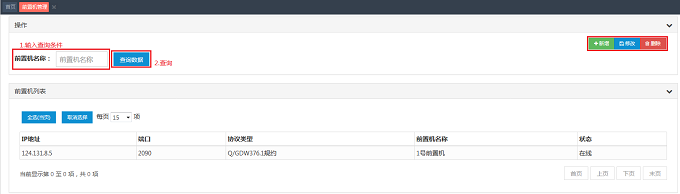 首页 前置机管理
操作
1.输入查询条件
前置机名称： 前置机名称 查询数据 2.查询 新增 修改 删除
前置机列表
全选(当页) 取消选择 每页 15 项
IP地址 端口 协议类型 前置机名称 状态
124.131.8.5 2090 Q/GDW376.1规约 1号前置机 在线
当前显示第 0 至 0 项，共 0 项 首页 上页 下页 末页